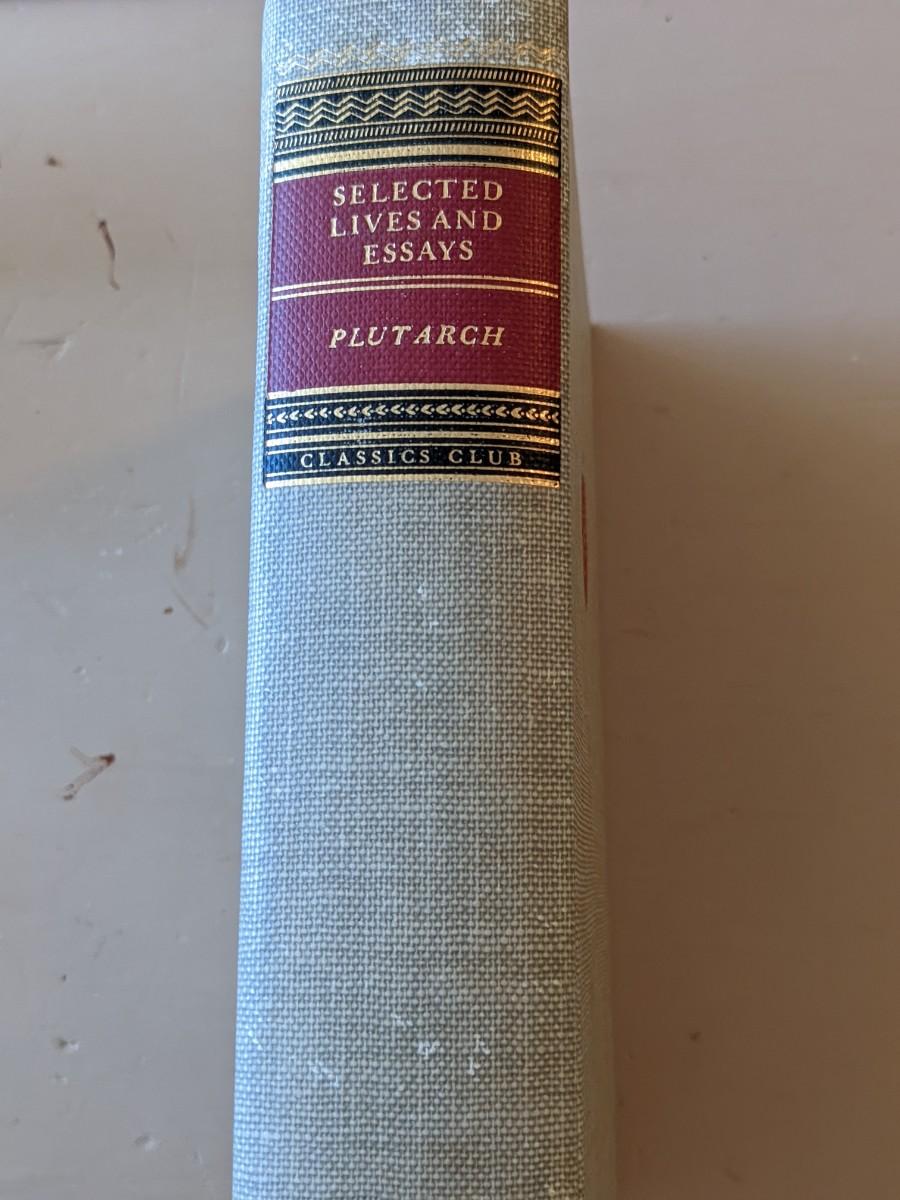 SELECTED
LIVES AND
ESSAYS
PLUTARCH
CLASSICS CLUB